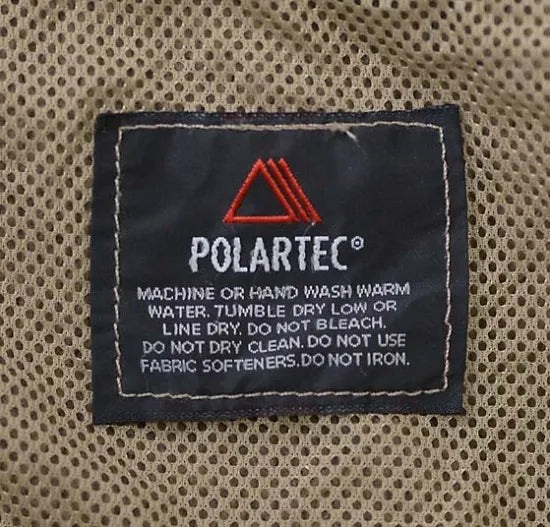 POLARTEC®
MACHINE OR HAND WASH WARM
WATER. TUMBLE DRY LOW OR
LINE DRY. DO NOT BLEACH.
DO NOT DRY CLEAN. DO NOT USE
FABRIC SOFTENERS.DO NOT IRON.